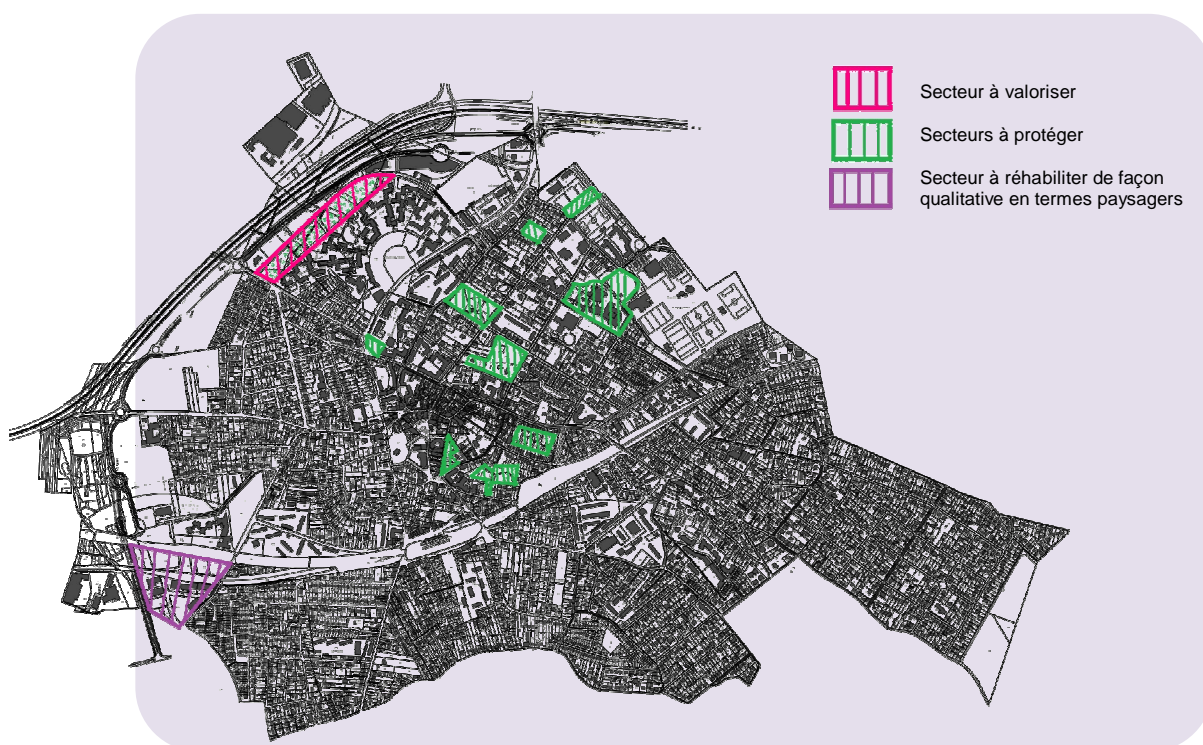 Secteur à valoriser
Secteurs à protéger
Secteur à réhabiliter de façon
qualitative en termes paysagers